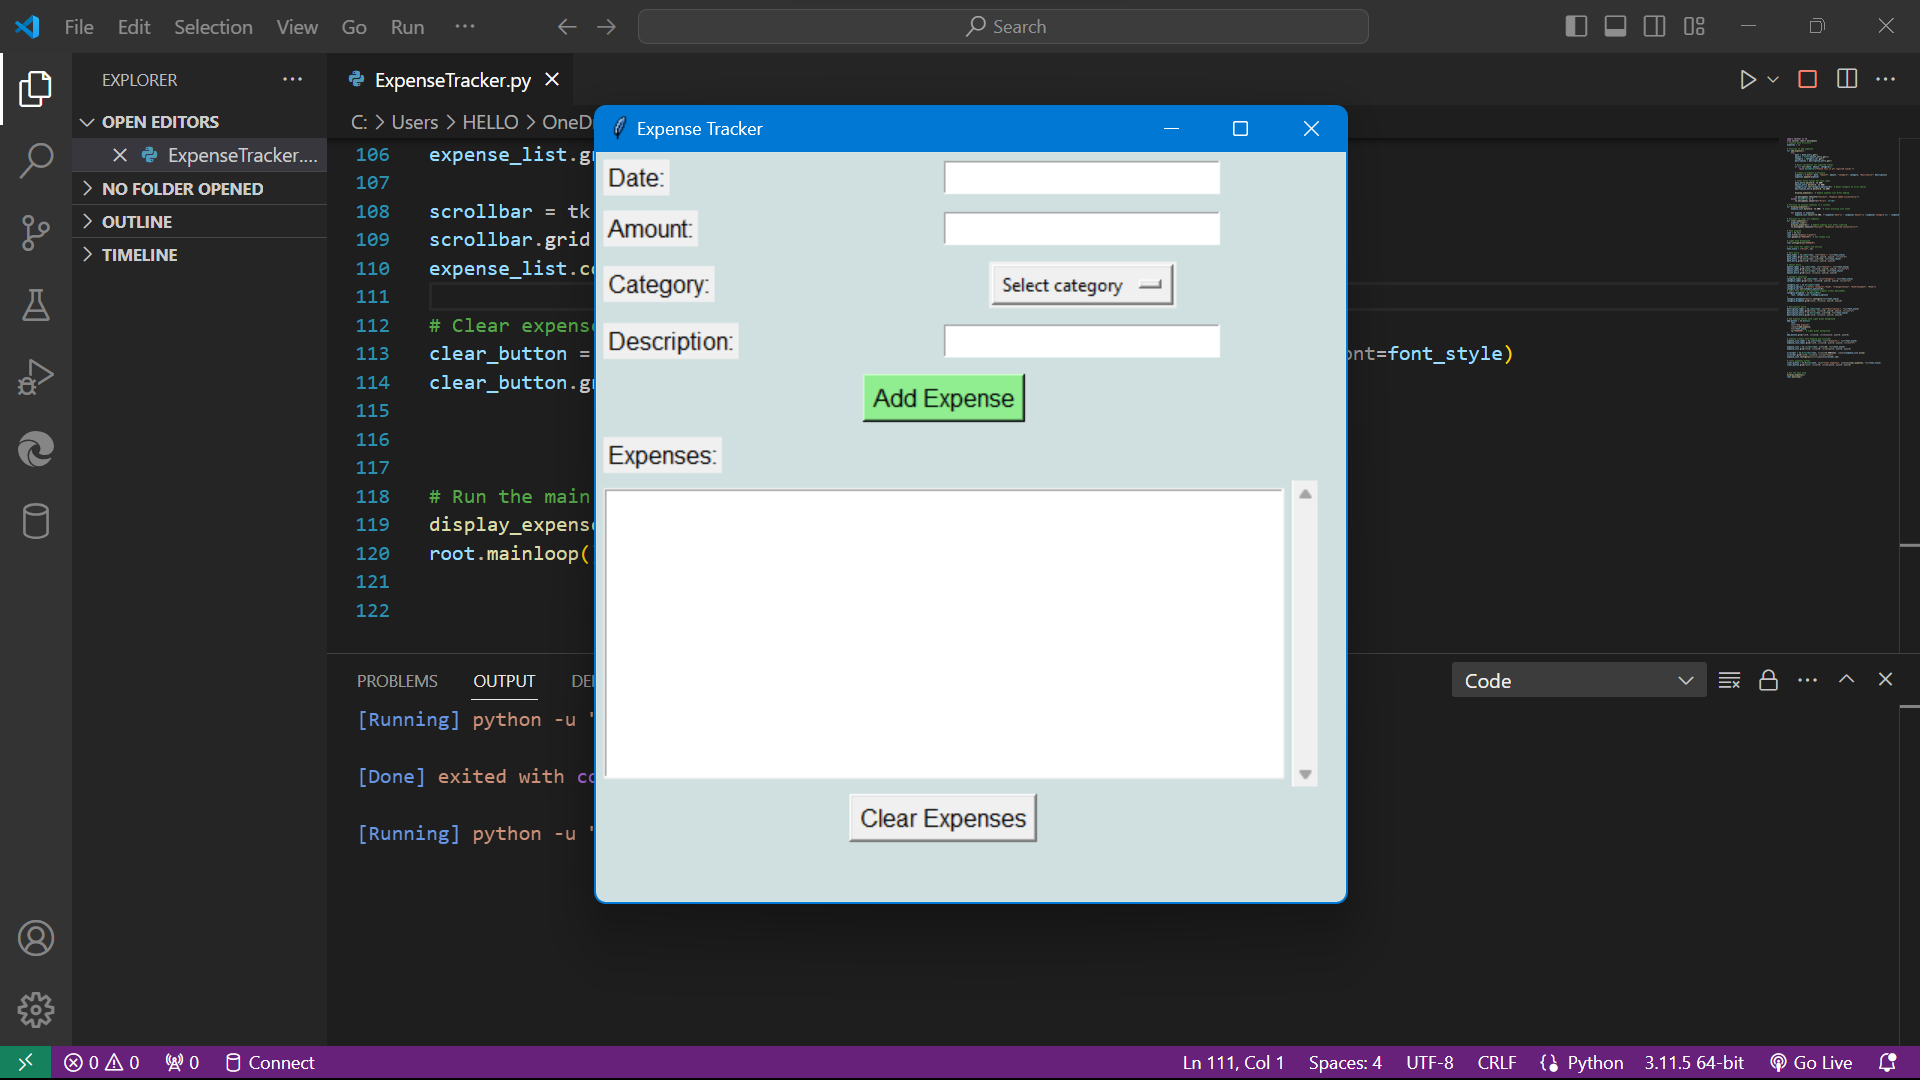 File Edit Selection View Go Run ··· Search
EXPLORER ···
OPEN EDITORS
ExpenseTracker....
NO FOLDER OPENED
OUTLINE
TIMELINE
ExpenseTracker.py
C: > Users > HELLO > OneD
106 expense_list.g
107
108 scrollbar = tk
109 scrollbar.grid
110 expense_list.c
111
112 # Clear expens
113 clear_button = nt=font_style)
114 clear_button.g
115
116
117
118 # Run the main
119 display_expens
120 root.mainloop(
121
122
Expense Tracker
Date:
Amount:
Category: Select category
Description:
Add Expense
Expenses:
Clear Expenses
PROBLEMS OUTPUT DE Code
[Running] python -u '
[Done] exited with c
[Running] python -u '
0 0 0 Connect Ln 111, Col 1 Spaces: 4 UTF-8 CRLF Python 3.11.5 64-bit Go Live